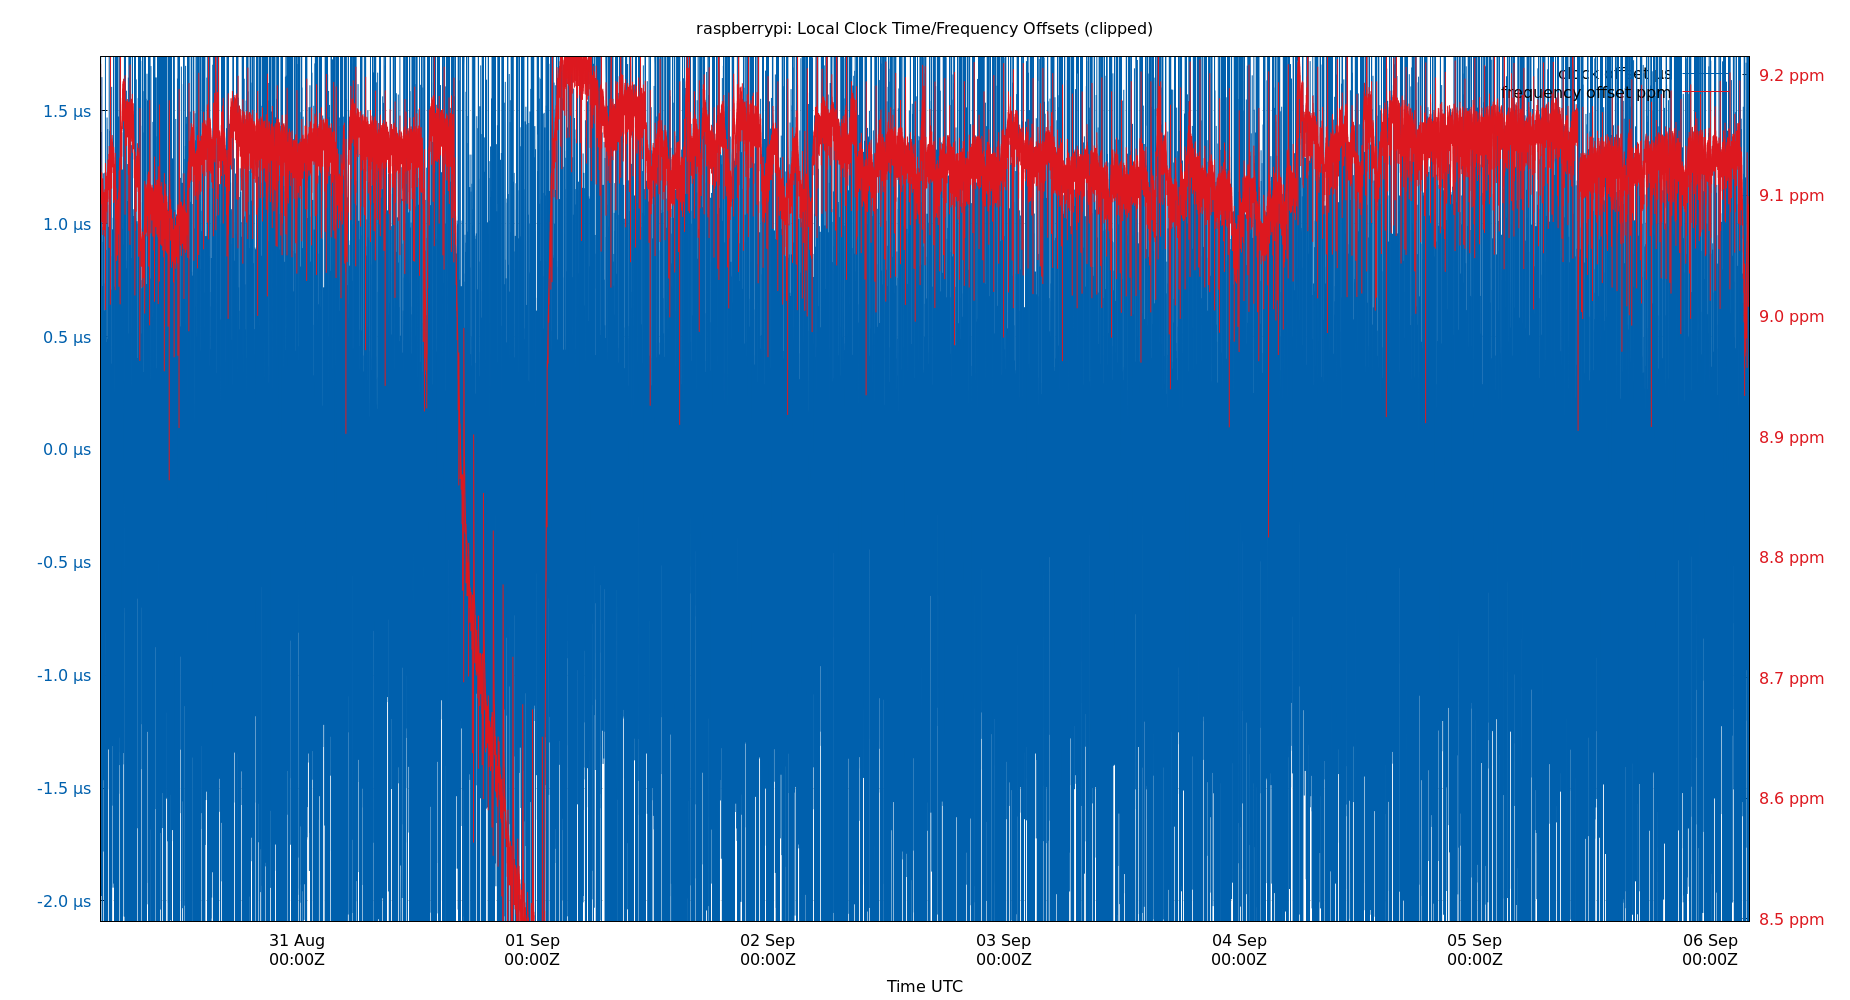 raspberrypi: Local Clock Time/Frequency Offsets (clipped)
clock offset µs
frequency offset ppm
1.5 µs
1.0 µs
0.5 µs
0.0 µs
-0.5 µs
-1.0 µs
-1.5 µs
-2.0 µs
9.2 ppm
9.1 ppm
9.0 ppm
8.9 ppm
8.8 ppm
8.7 ppm
8.6 ppm
8.5 ppm
31 Aug
00:00Z
01 Sep
00:00Z
02 Sep
00:00Z
03 Sep
00:00Z
04 Sep
00:00Z
05 Sep
00:00Z
06 Sep
00:00Z
Time UTC